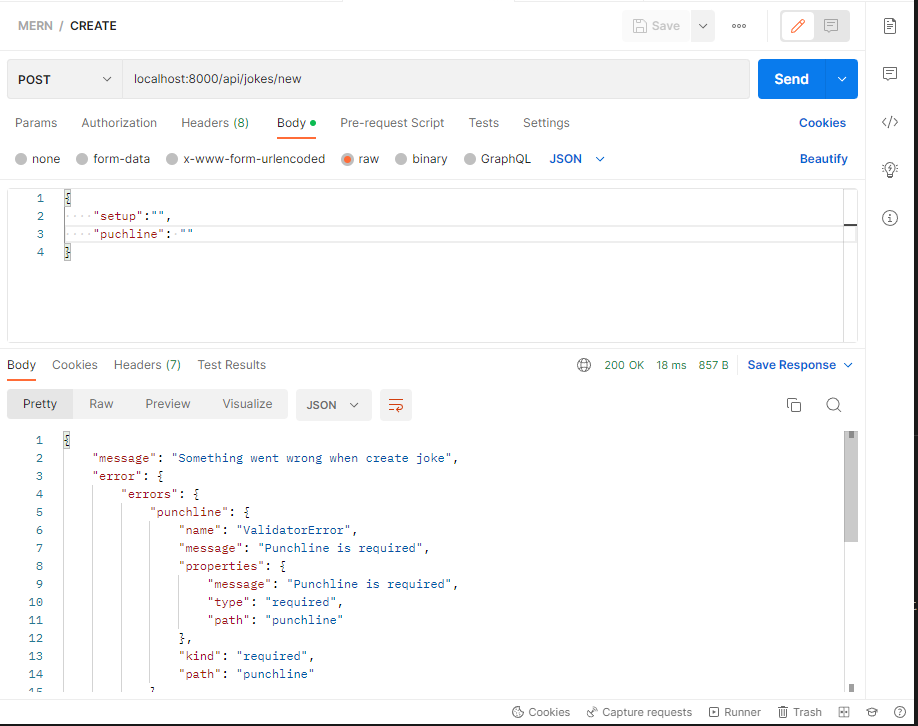 MERN / CREATE
Save
POST
localhost:8000/api/jokes/new
Send
Params Authorization Headers (8) Body Pre-request Script Tests Settings Cookies
none form-data x-www-form-urlencoded raw binary GraphQL JSON Beautify
1 {
2 ····"setup":"",
3 ····"puchline":·""
4 }
Body Cookies Headers (7) Test Results 200 OK 18 ms 857 B Save Response
Pretty Raw Preview Visualize JSON
1 {
2 "message": "Something went wrong when create joke",
3 "error": {
4 "errors": {
5 "punchline": {
6 "name": "ValidatorError",
7 "message": "Punchline is required",
8 "properties": {
9 "message": "Punchline is required",
10 "type": "required",
11 "path": "punchline"
12 },
13 "kind": "required",
14 "path": "punchline"
15 }
Cookies Capture requests Runner Trash